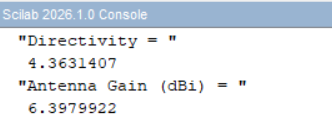 Scilab 2026.1.0 Console
"Directivity = "
4.3631407
"Antenna Gain (dBi) = "
6.3979922